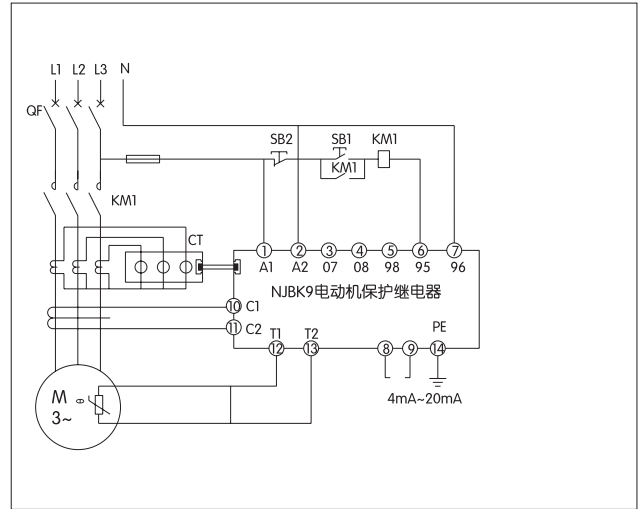 L1 L2 L3 N
QF
SB2 SB1 KM1
KM1
KM1
CT
1 2 3 4 5 6 7
A1 A2 07 08 98 95 96
NJBK9电动机保护继电器
10 C1
11 C2
T1 T2 PE
12 13 8 9 14
4mA~20mA
M θ
3~